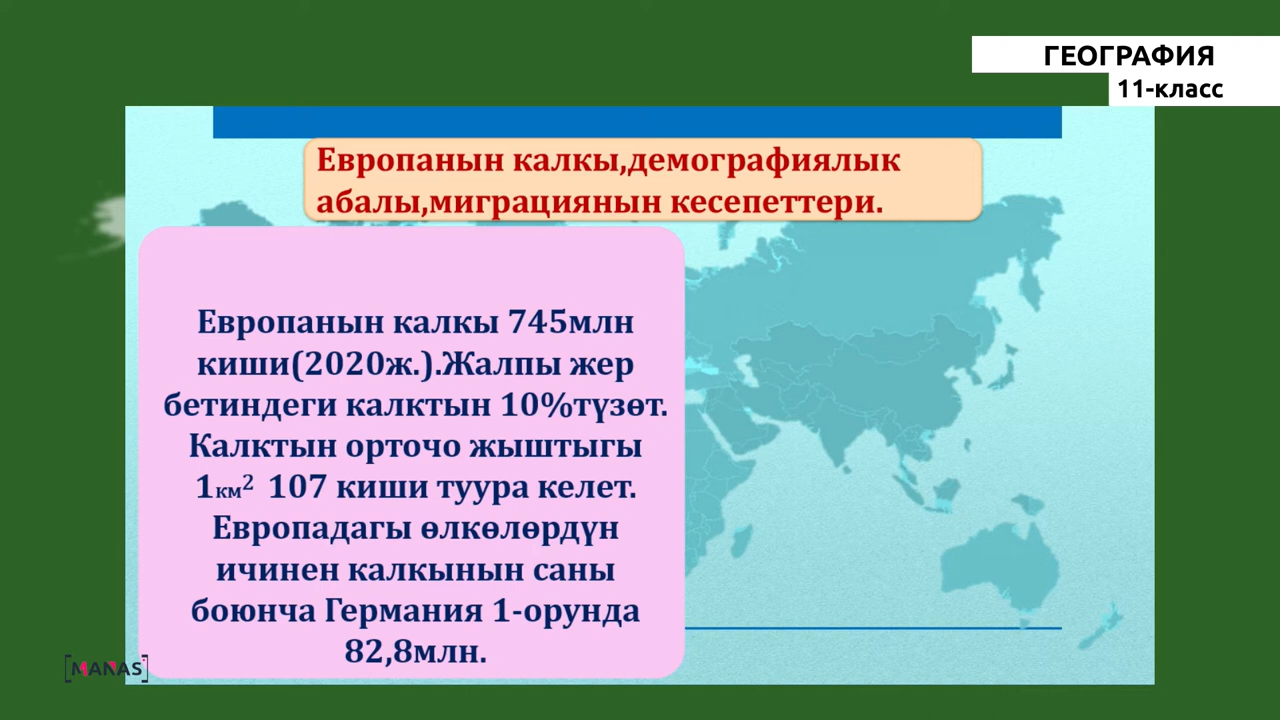 ГЕОГРАФИЯ
11-класс
Европанын калкы,демографиялык
абалы,миграциянын кесепеттери.
Европанын калкы 745млн
киши(2020ж.).Жалпы жер
бетиндеги калктын 10%түзөт.
Калктын орточо жыштыгы
1км² 107 киши туура келет.
Европадагы өлкөлөрдүн
ичинен калкынын саны
боюнча Германия 1-орунда
82,8млн.
[MANAS]